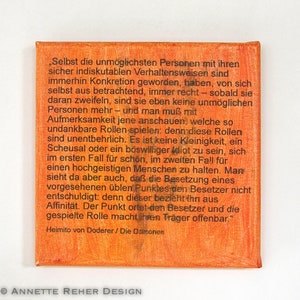 „Selbst die unmöglichsten Personen mit ihren
sicher indiskutablen Verhaltensweisen sind
immerhin Konkretion geworden, haben, von sich
selbst aus betrachtend, immer recht – sobald sie
daran zweifeln, sind sie eben keine unmöglichen
Personen mehr – und man muß mit
Aufmerksamkeit jene anschauen, welche so
undankbare Rollen spielen: denn diese Rollen
sind unentbehrlich. Es ist keine Kleinigkeit, ein
Scheusal oder ein böswilliger Idiot zu sein, sich
im ersten Fall für schön, im zweiten Fall für
einen hochgeistigen Menschen zu halten. Man
sieht da aber auch, daß die Besetzung eines
vorgesehenen üblen Punktes den Besetzer nicht
entschuldigt: denn dieser bezieht ihn aus
Affinität. Der Punkt ortet den Besetzer und die
gespielte Rolle macht ihren Träger offenbar."
Heimito von Doderer / Die Dämonen
© Annette Reher Design